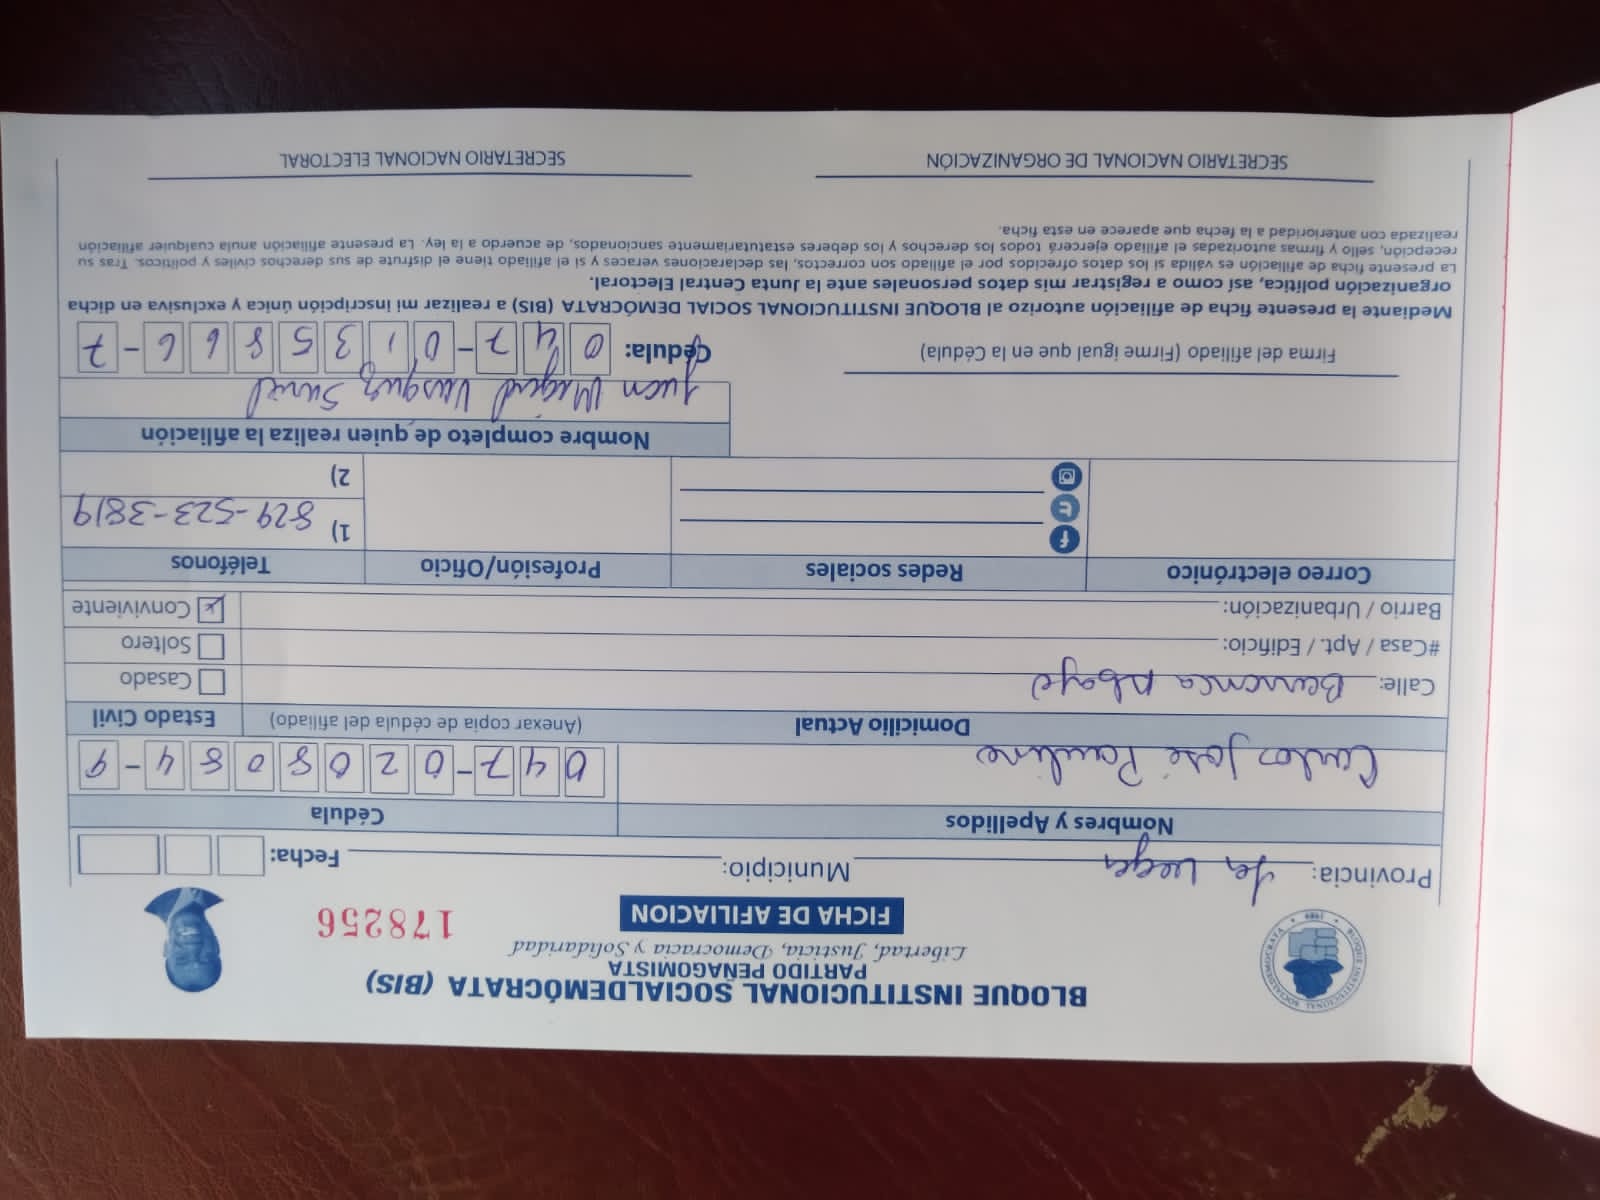 BLOQUE INSTITUCIONAL SOCIALDEMÓCRATA (BIS)
PARTIDO PEÑAGOMISTA
Libertad, Justicia, Democracia y Solidaridad
FICHA DE AFILIACION
178256
BLOQUE INSTITUCIONAL SOCIALDEMOCRATA
1989
Provincia: La Vega Municipio: Fecha:
Nombres y Apellidos Cédula
Carlos José Paulino 047-0208084-9
Domicilio Actual (Anexar copia de cédula del afiliado) Estado Civil
Calle: Barranca Abajo Casado
#Casa / Apt. / Edificio: Soltero
Barrio / Urbanización: Conviviente
Correo electrónico Redes sociales Profesión/Oficio Teléfonos
1) 829-523-3819
2)
Nombre completo de quien realiza la afiliación
Juan Miguel Vasquez
Firma del afiliado (Firme igual que en la Cédula) Cédula: 047-0135866-7
Mediante la presente ficha de afiliación autorizo al BLOQUE INSTITUCIONAL SOCIAL DEMÓCRATA (BIS) a realizar mi inscripción única y exclusiva en dicha
organización política, así como a registrar mis datos personales ante la Junta Central Electoral.
La presente ficha de afiliación es válida si los datos ofrecidos por el afiliado son correctos, las declaraciones veraces y si el afiliado tiene el disfrute de sus derechos civiles y políticos. Tras su
recepción, sello y firmas autorizadas el afiliado ejercerá todos los derechos y los deberes estatutariamente sancionados, de acuerdo a la ley. La presente afiliación anula cualquier afiliación
realizada con anterioridad a la fecha que aparece en esta ficha.
SECRETARIO NACIONAL DE ORGANIZACIÓN SECRETARIO NACIONAL ELECTORAL